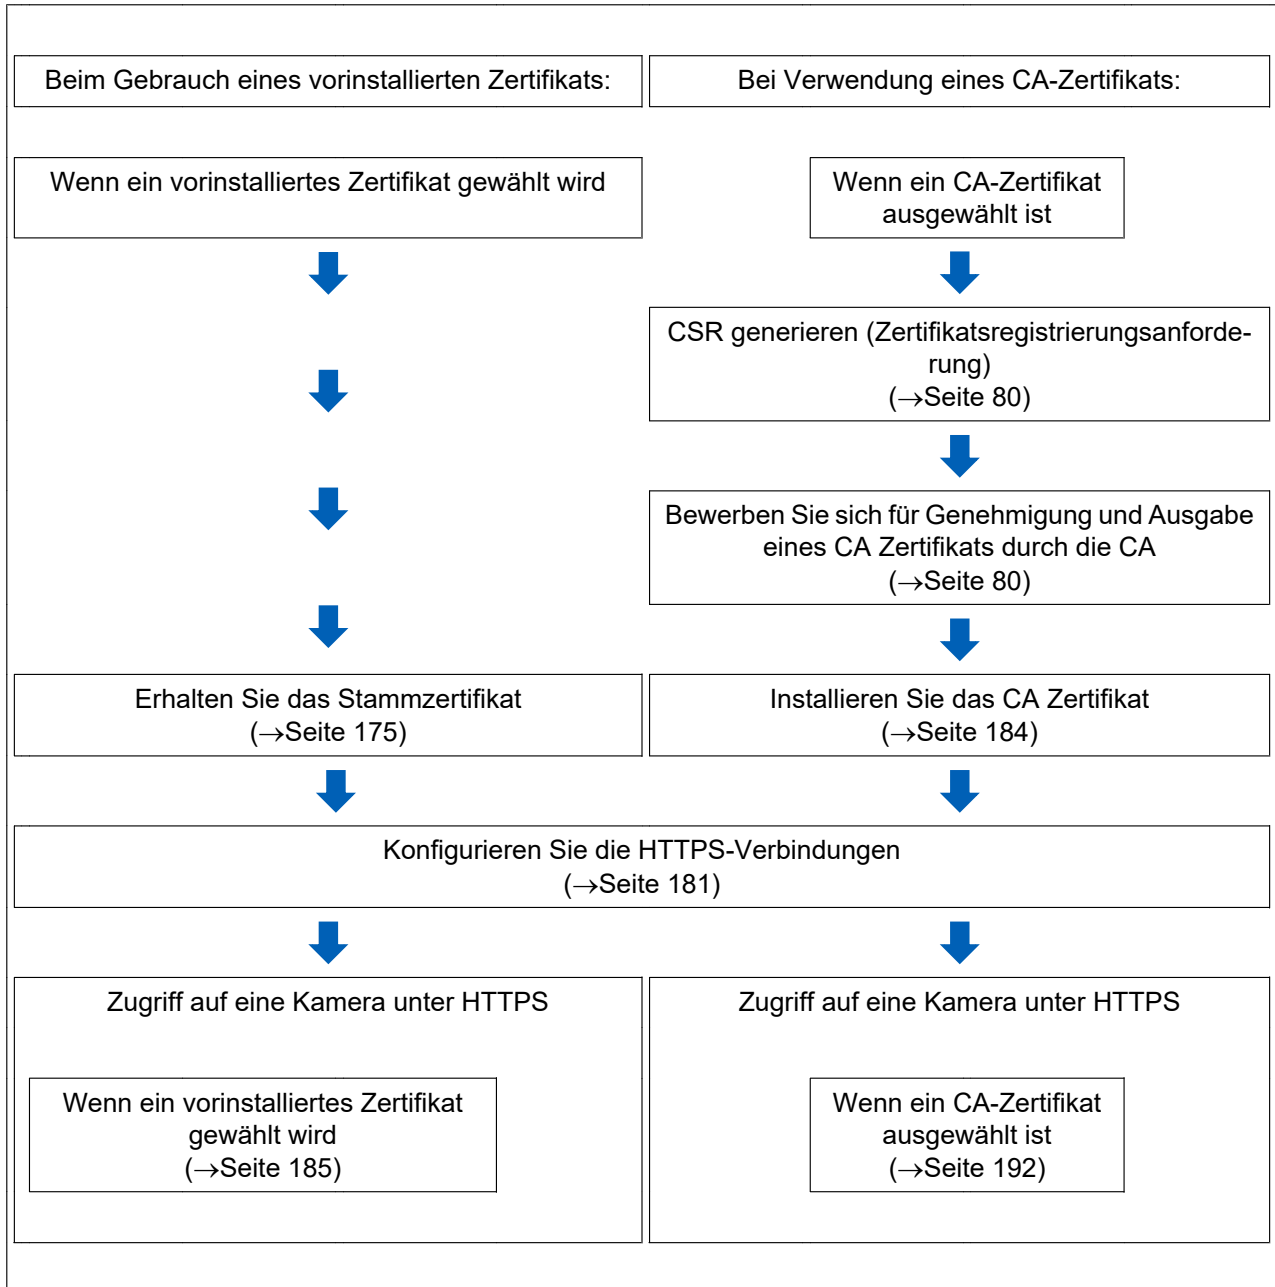 Beim Gebrauch eines vorinstallierten Zertifikats:
Bei Verwendung eines CA-Zertifikats:
Wenn ein vorinstalliertes Zertifikat gewählt wird
Wenn ein CA-Zertifikat
ausgewählt ist
CSR generieren (Zertifikatsregistrierungsanforde-
rung)
(→Seite 80)
Bewerben Sie sich für Genehmigung und Ausgabe
eines CA Zertifikats durch die CA
(→Seite 80)
Erhalten Sie das Stammzertifikat
(→Seite 175)
Installieren Sie das CA Zertifikat
(→Seite 184)
Konfigurieren Sie die HTTPS-Verbindungen
(→Seite 181)
Zugriff auf eine Kamera unter HTTPS
Wenn ein vorinstalliertes Zertifikat
gewählt wird
(→Seite 185)
Zugriff auf eine Kamera unter HTTPS
Wenn ein CA-Zertifikat
ausgewählt ist
(→Seite 192)